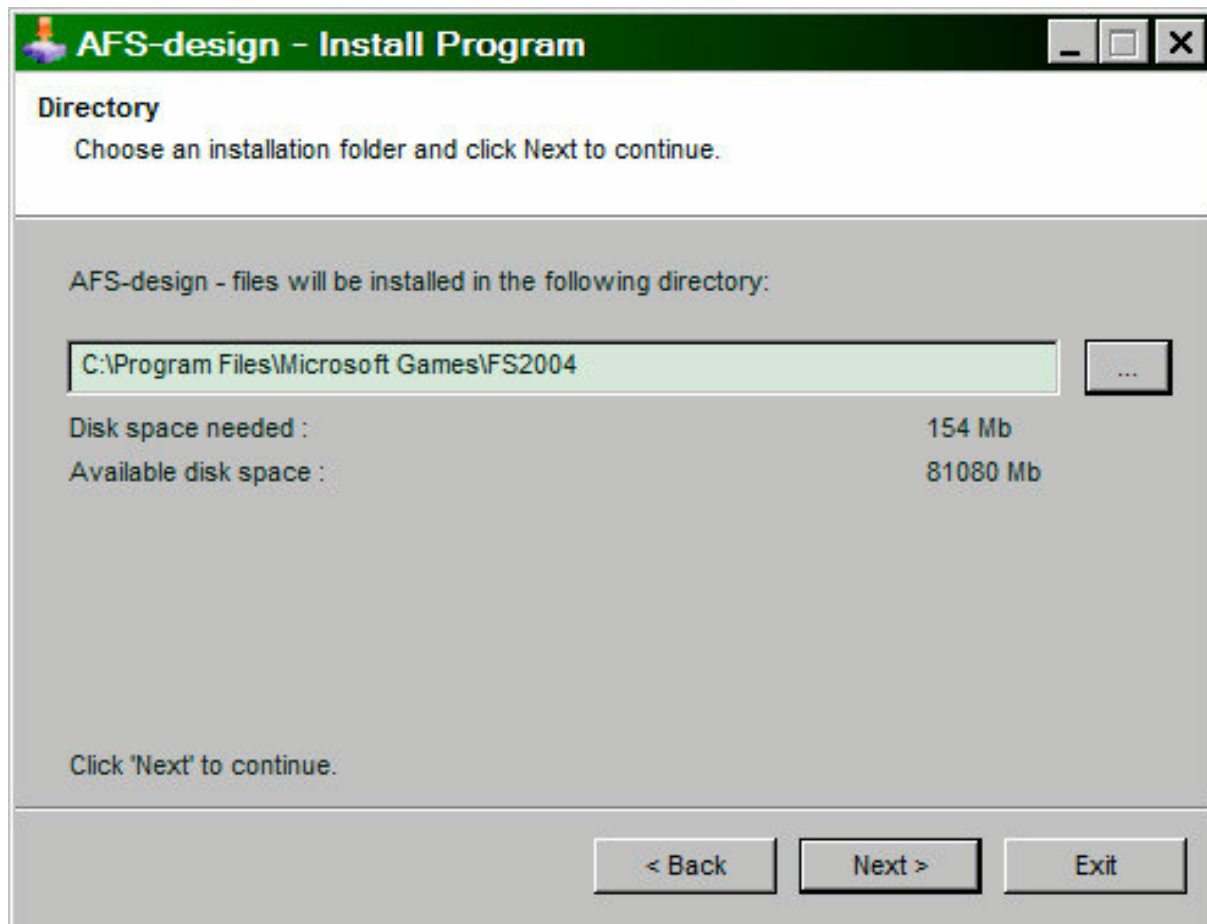 AFS-design - Install Program
Directory
Choose an installation folder and click Next to continue.
AFS-design - files will be installed in the following directory:
C:\Program Files\Microsoft Games\FS2004
...
Disk space needed : 154 Mb
Available disk space : 81080 Mb
Click 'Next' to continue.
< Back Next > Exit